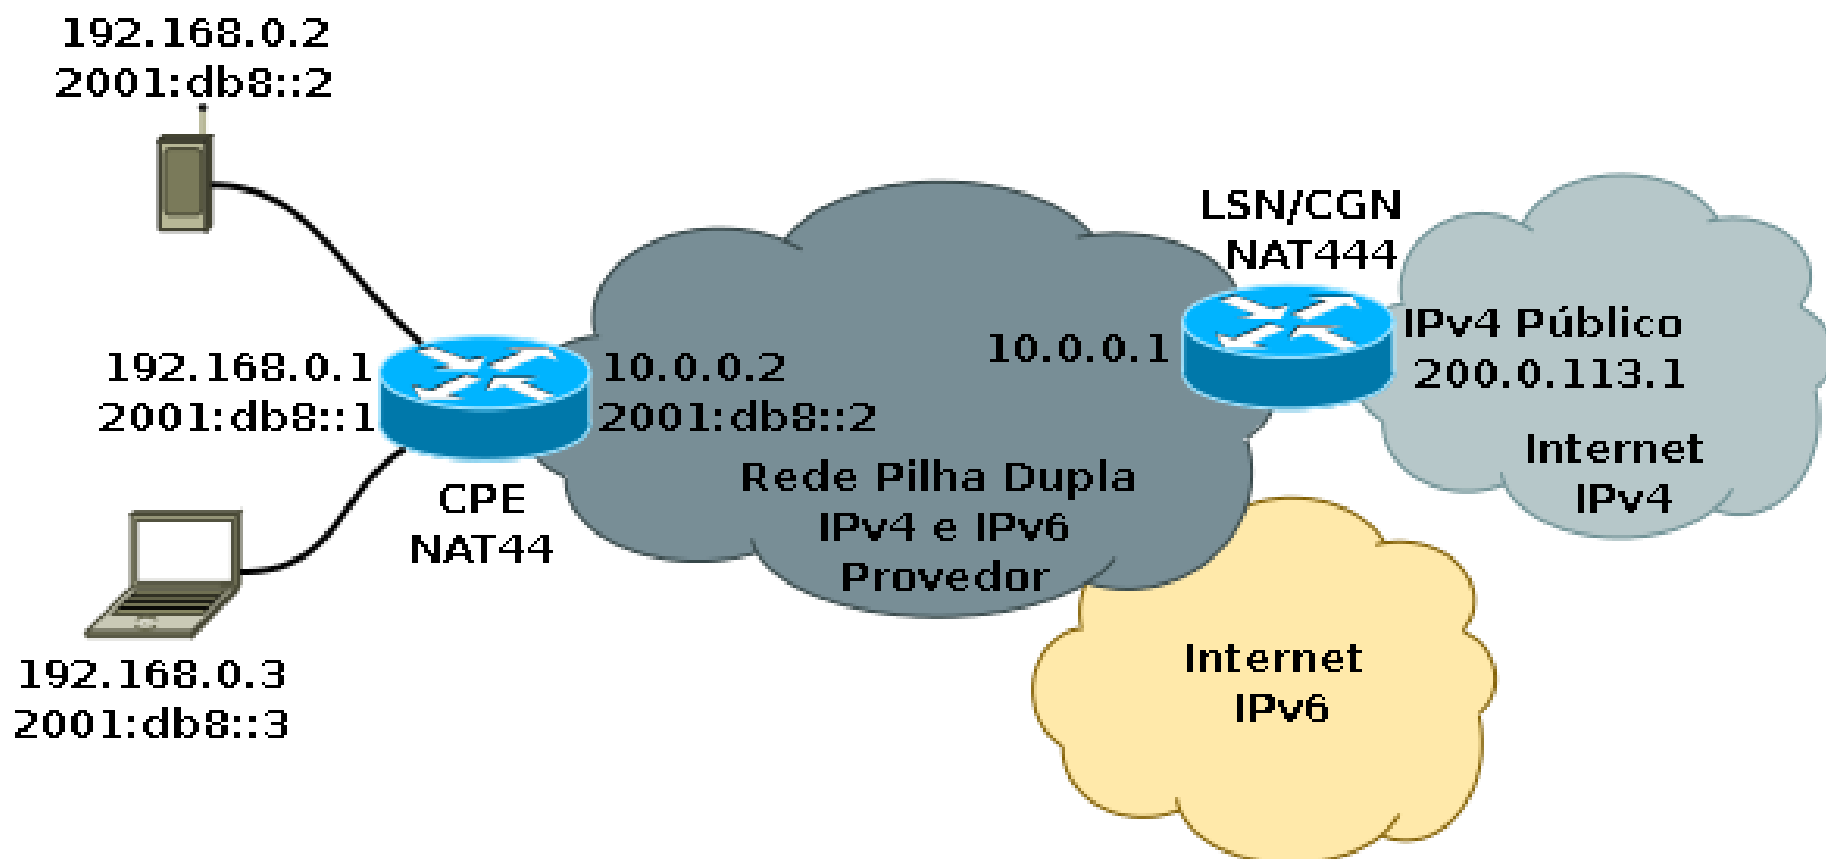 192.168.0.2
2001:db8::2
LSN/CGN
NAT444
192.168.0.1
2001:db8::1
10.0.0.2
2001:db8::2
10.0.0.1
IPv4 Público
200.0.113.1
CPE
NAT44
Rede Pilha Dupla
IPv4 e IPv6
Provedor
Internet
IPv4
192.168.0.3
2001:db8::3
Internet
IPv6